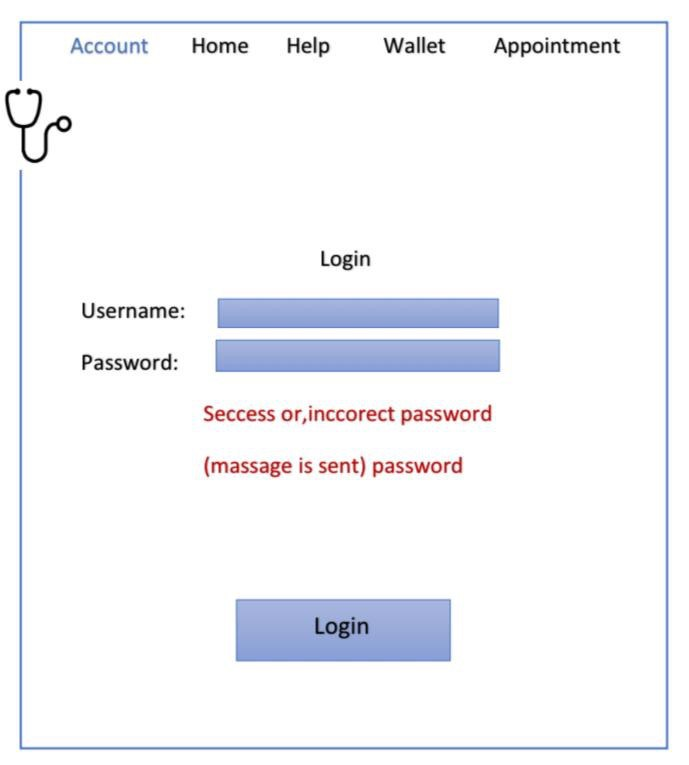 Account Home Help Wallet Appointment
Login
Username:
Password:
Seccess or,inccorect password
(massage is sent) password
Login